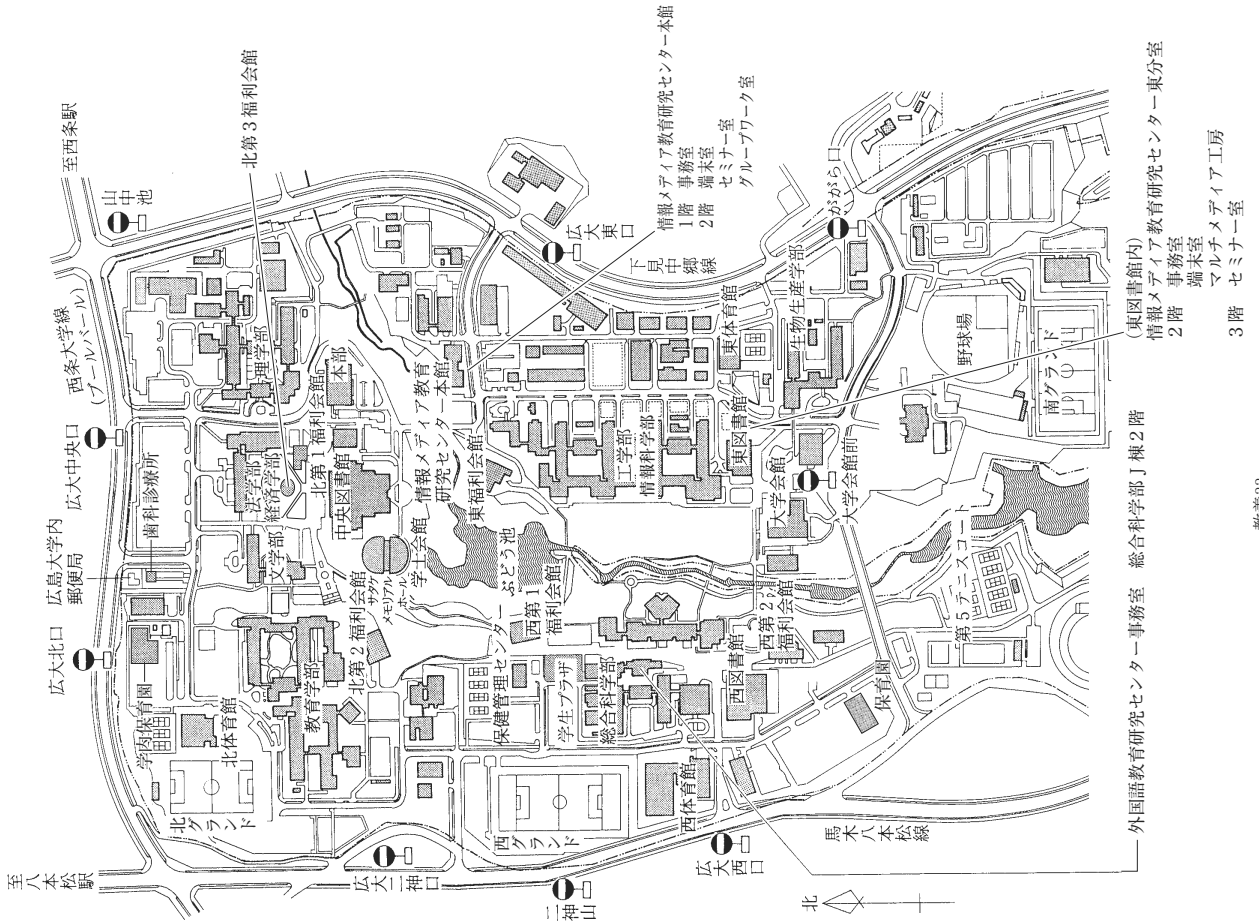 至八本松駅
広大北口
広島大学内郵便局
広大中央口
西条大学線
(ブールバール)
山中池
至西条駅
北第3福利会館
歯科診療所
学内保育園
北体育館
北グランド
教育学部
文学部
法学部
経済学部
理学部
北第1福利会館
本部
中央図書館
北第2福利会館
サタケ
メモリアル
ホール
学士会館
情報メディア教育
研究センター本館
情報メディア教育研究センター本館
1階 事務室
2階 端末室
セミナー室
グループワーク室
広大二神口
二神山
西グランド
保健管理センター
ぶどう池
東福利会館
西第1
福利会館
学生プラザ
総合科学部
工学部
情報科学部
下見中郷線
広大東口
西体育館
西図書館
西第2
福利会館
大学会館
大学会館前
東図書館
東体育館
生物生産学部
ががら口
広大西口
馬木八本松線
保育園
第5テニスコート
野球場
南グランド
北
外国語教育研究センター事務室 総合科学部J棟2階
(東図書館内)
情報メディア教育研究センター東分室
2階 事務室
端末室
マルチメディア工房
3階 セミナー室